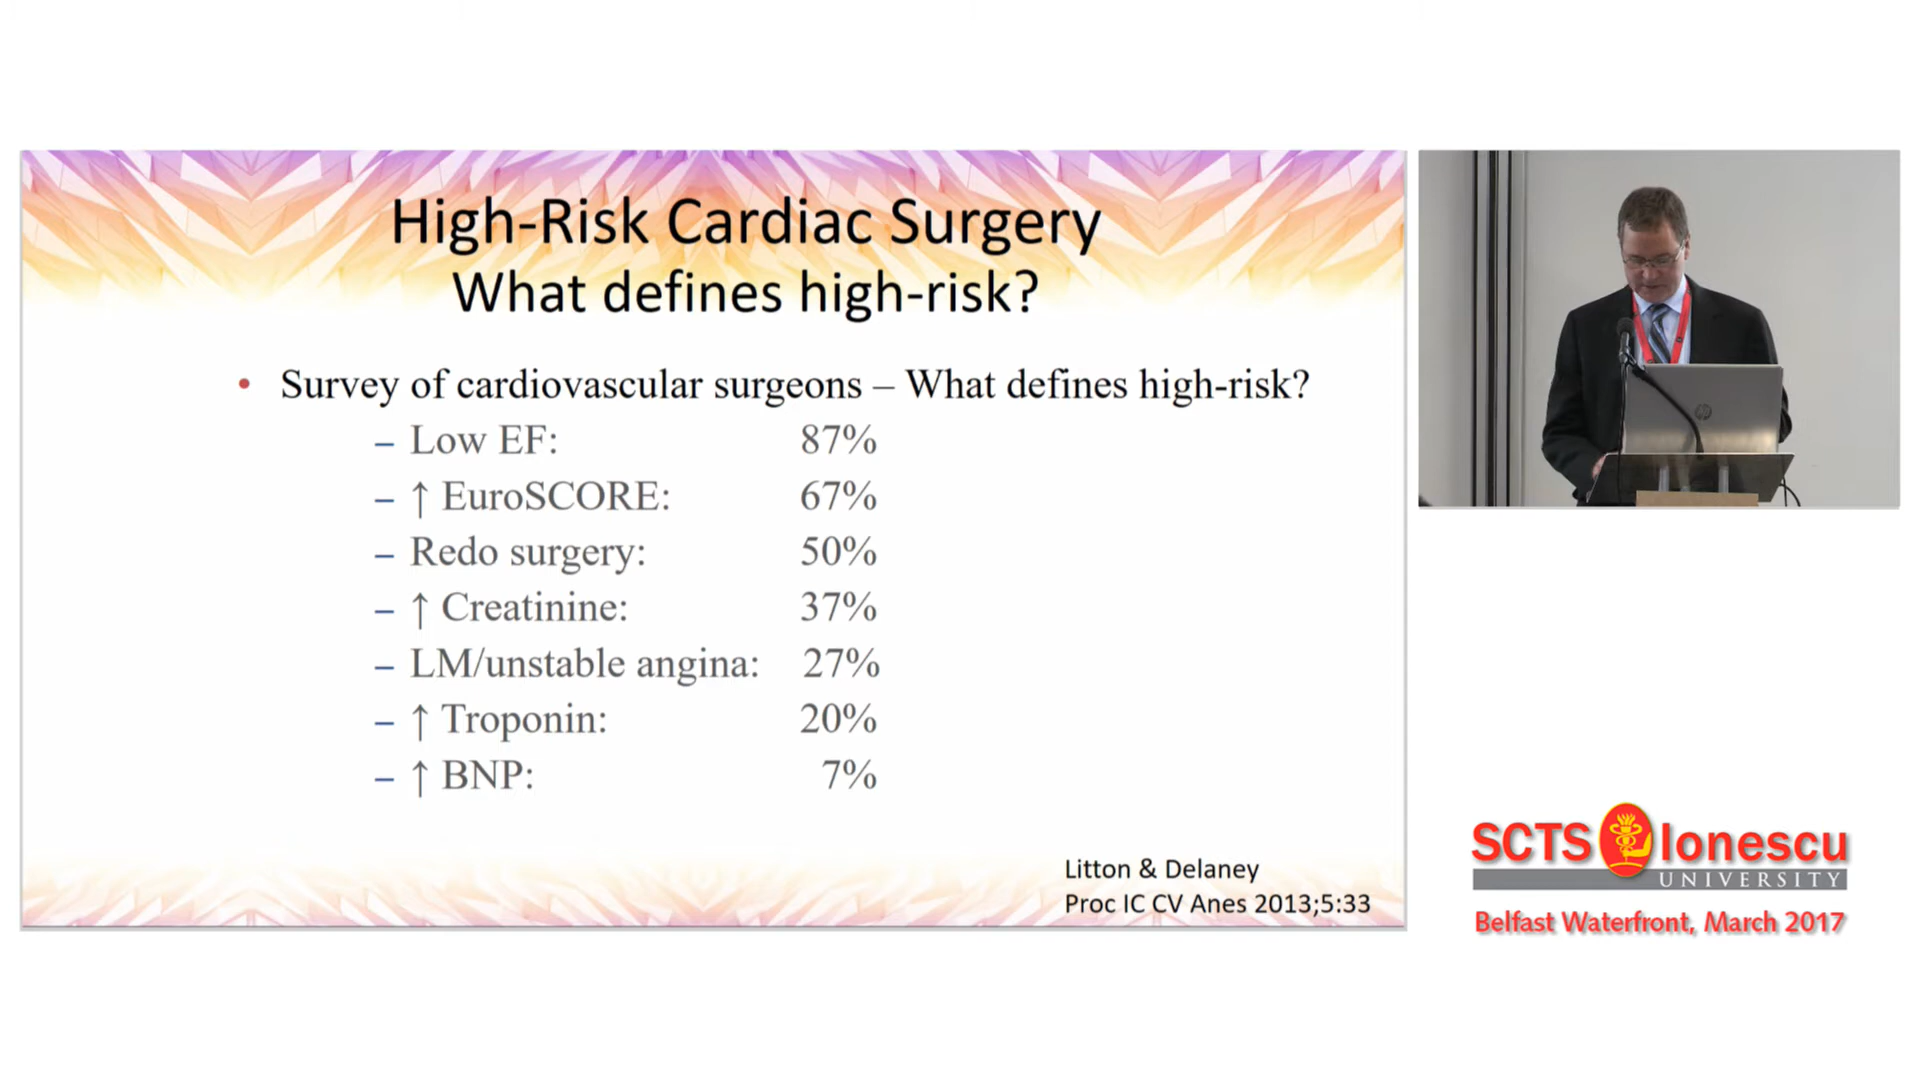 High-Risk Cardiac Surgery
What defines high-risk?
• Survey of cardiovascular surgeons – What defines high-risk?
– Low EF: 87%
– ↑ EuroSCORE: 67%
– Redo surgery: 50%
– ↑ Creatinine: 37%
– LM/unstable angina: 27%
– ↑ Troponin: 20%
– ↑ BNP: 7%
Litton & Delaney
Proc IC CV Anes 2013;5:33
hp
SCTS Ionescu
UNIVERSITY
Belfast Waterfront, March 2017